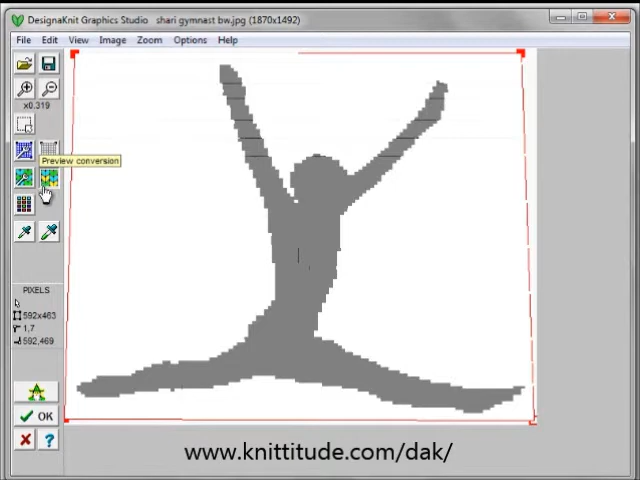 DesignaKnit Graphics Studio    shari gymnast bw.jpg (1870x1492)
File Edit View Image Zoom Options Help
x0.319
Preview conversion
PIXELS
592x463
1,7
592,469
OK
?
www.knittitude.com/dak/